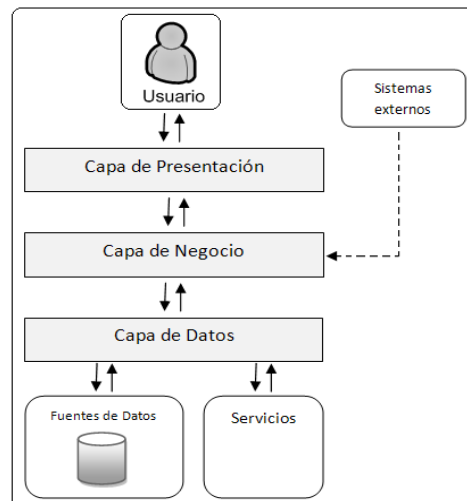 Usuario
Sistemas
externos
Capa de Presentación
Capa de Negocio
Capa de Datos
Fuentes de Datos
Servicios